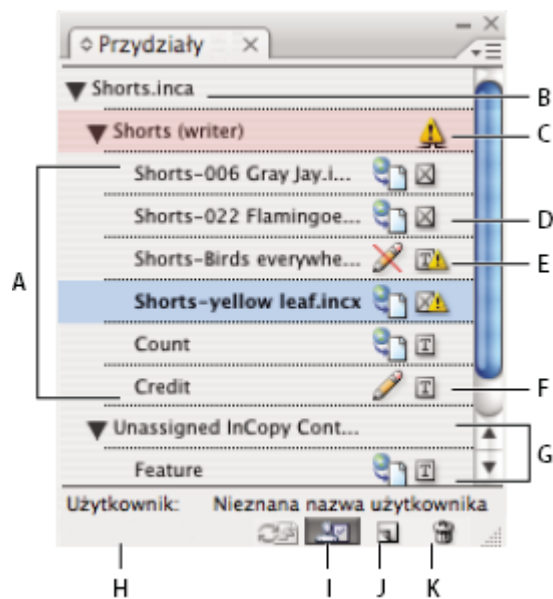 Przydziały
Shorts.inca
B
Shorts (writer)
C
Shorts-006 Gray Jay.i...
Shorts-022 Flamingoe...
D
Shorts-Birds everywhe...
E
A
Shorts-yellow leaf.incx
Count
Credit
F
Unassigned InCopy Cont...
G
Feature
Użytkownik: Nieznana nazwa użytkownika
H I J K